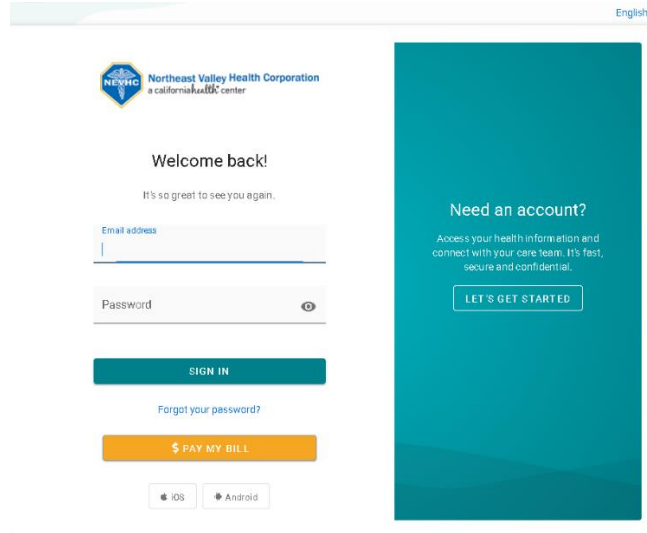 English
NEVHC
Northeast Valley Health Corporation
a californiahealth⁺ center
Welcome back!
It's so great to see you again.
Email address
Password
SIGN IN
Forgot your password?
$ PAY MY BILL
iOS
Android
Need an account?
Access your health information and
connect with your care team. It's fast,
secure and confidential.
LET'S GET STARTED